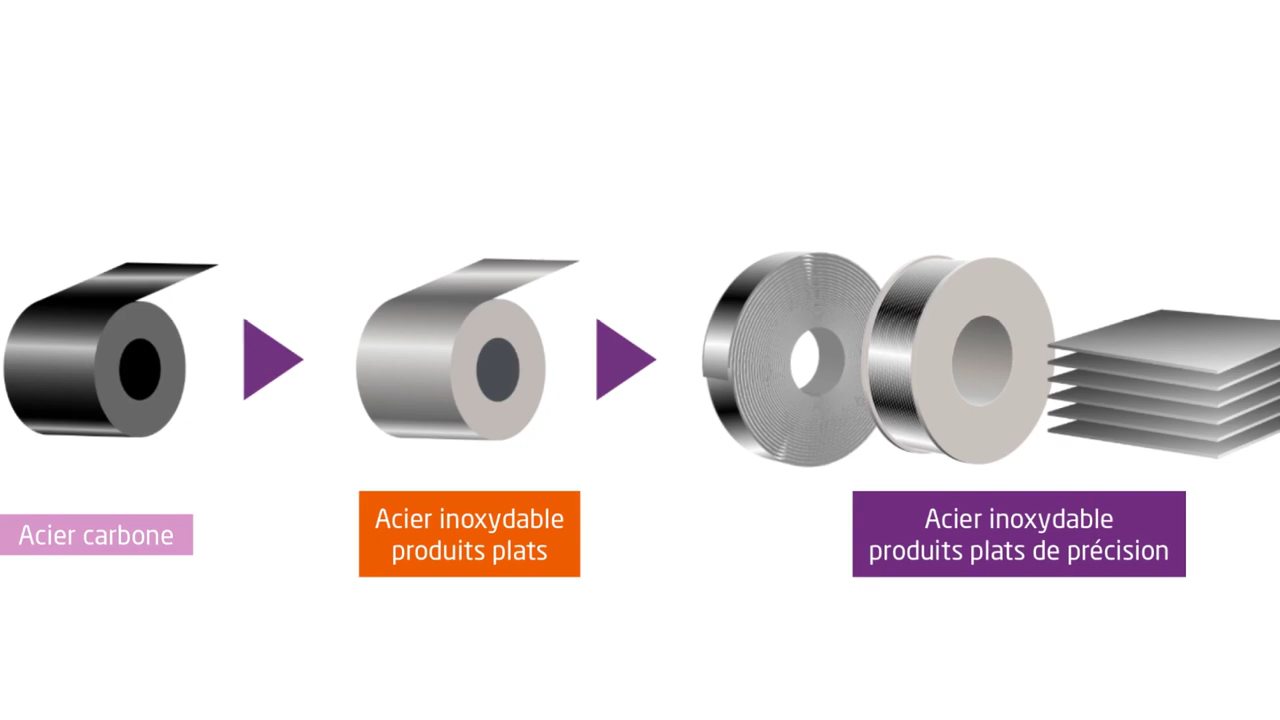 Acier carbone
Acier inoxydable
produits plats
Acier inoxydable
produits plats de précision